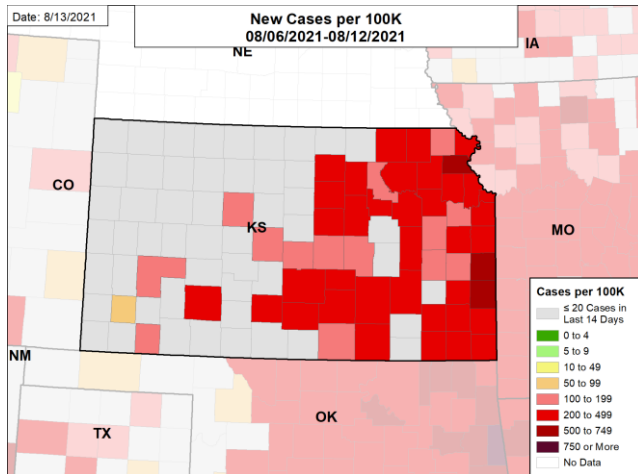 Date: 8/13/2021
New Cases per 100K
08/06/2021-08/12/2021
NE
IA
CO
KS
MO
NM
TX
OK
Cases per 100K
≤ 20 Cases in
Last 14 Days
0 to 4
5 to 9
10 to 49
50 to 99
100 to 199
200 to 499
500 to 749
750 or More
No Data